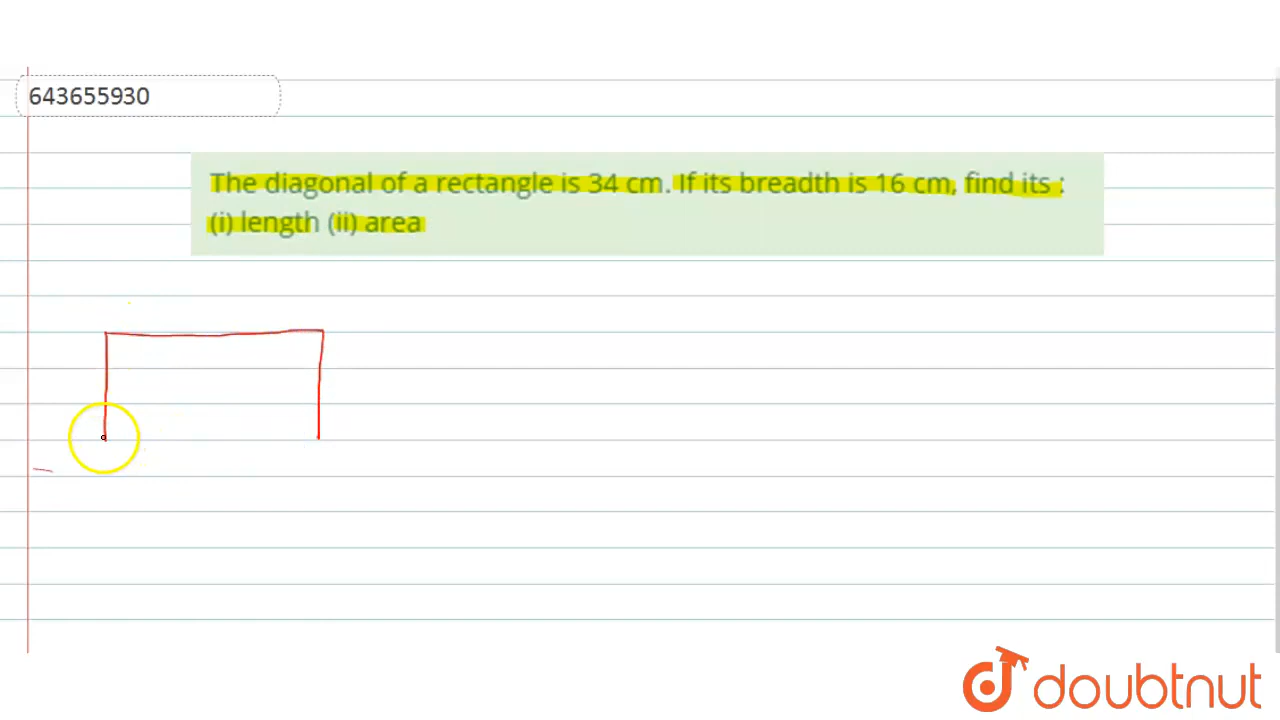 643655930
The diagonal of a rectangle is 34 cm. If its breadth is 16 cm, find its :
(i) length (ii) area
doubtnut